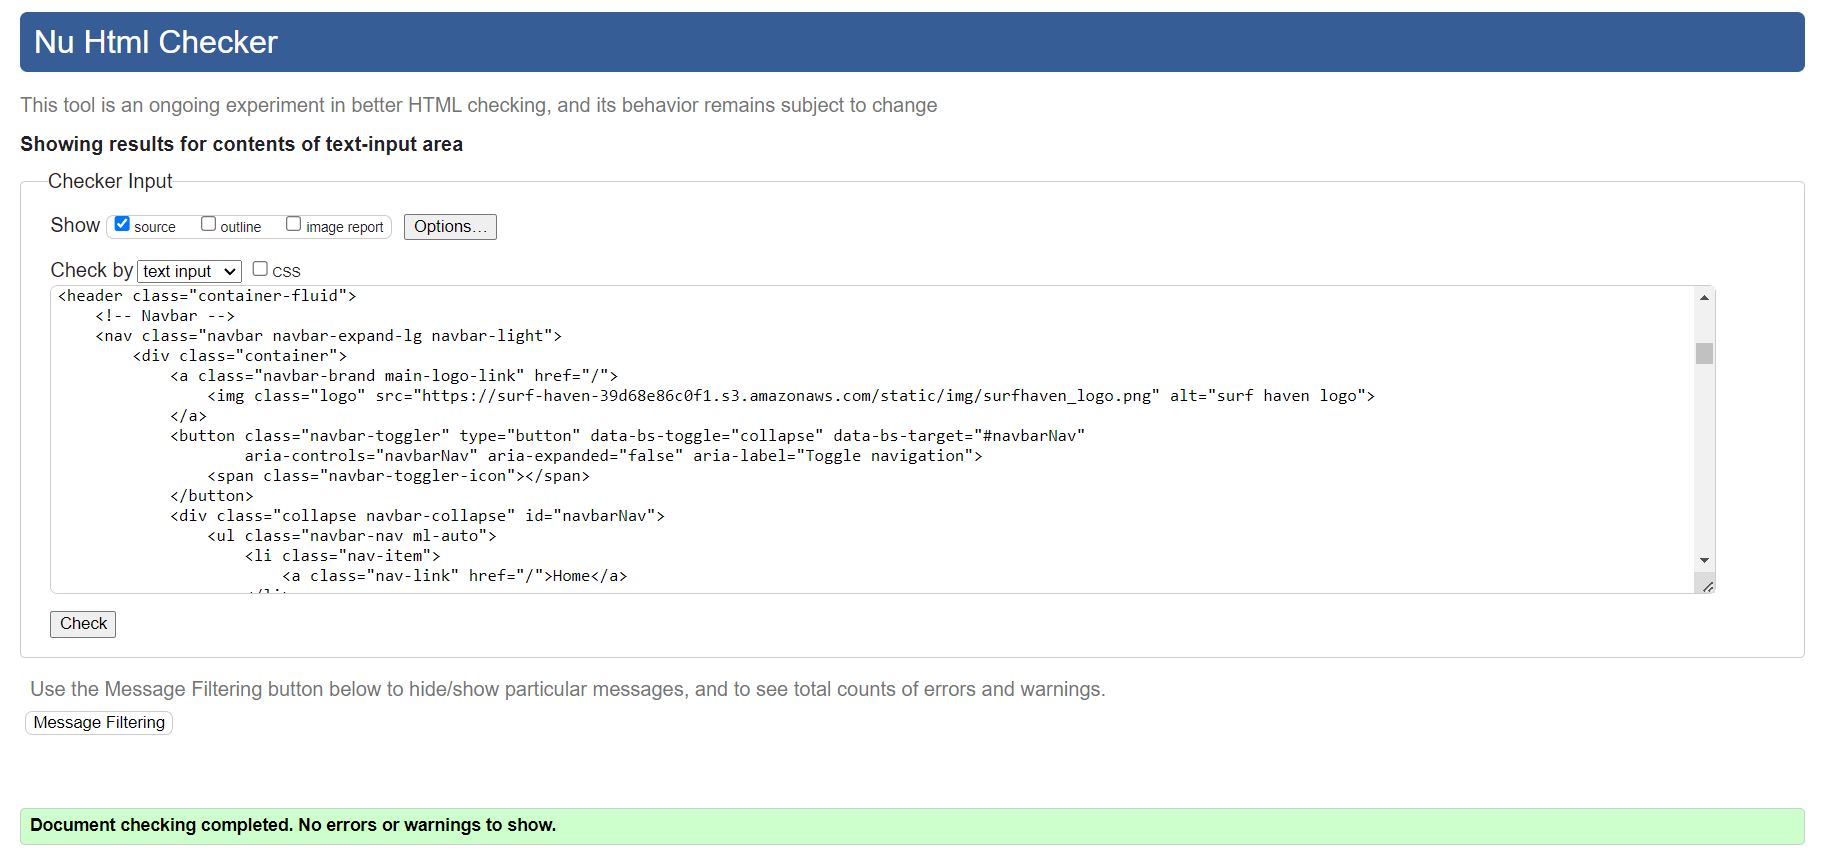 Nu Html Checker
This tool is an ongoing experiment in better HTML checking, and its behavior remains subject to change
Showing results for contents of text-input area
Checker Input
Show source outline image report Options...
Check by text input CSS
<header class="container-fluid">
<!-- Navbar -->
<nav class="navbar navbar-expand-lg navbar-light">
<div class="container">
<a class="navbar-brand main-logo-link" href="/">
<img class="logo" src="https://surf-haven-39d68e86c0f1.s3.amazonaws.com/static/img/surfhaven_logo.png" alt="surf haven logo">
</a>
<button class="navbar-toggler" type="button" data-bs-toggle="collapse" data-bs-target="#navbarNav"
aria-controls="navbarNav" aria-expanded="false" aria-label="Toggle navigation">
<span class="navbar-toggler-icon"></span>
</button>
<div class="collapse navbar-collapse" id="navbarNav">
<ul class="navbar-nav ml-auto">
<li class="nav-item">
<a class="nav-link" href="/">Home</a>
Check
Use the Message Filtering button below to hide/show particular messages, and to see total counts of errors and warnings.
Message Filtering
Document checking completed. No errors or warnings to show.